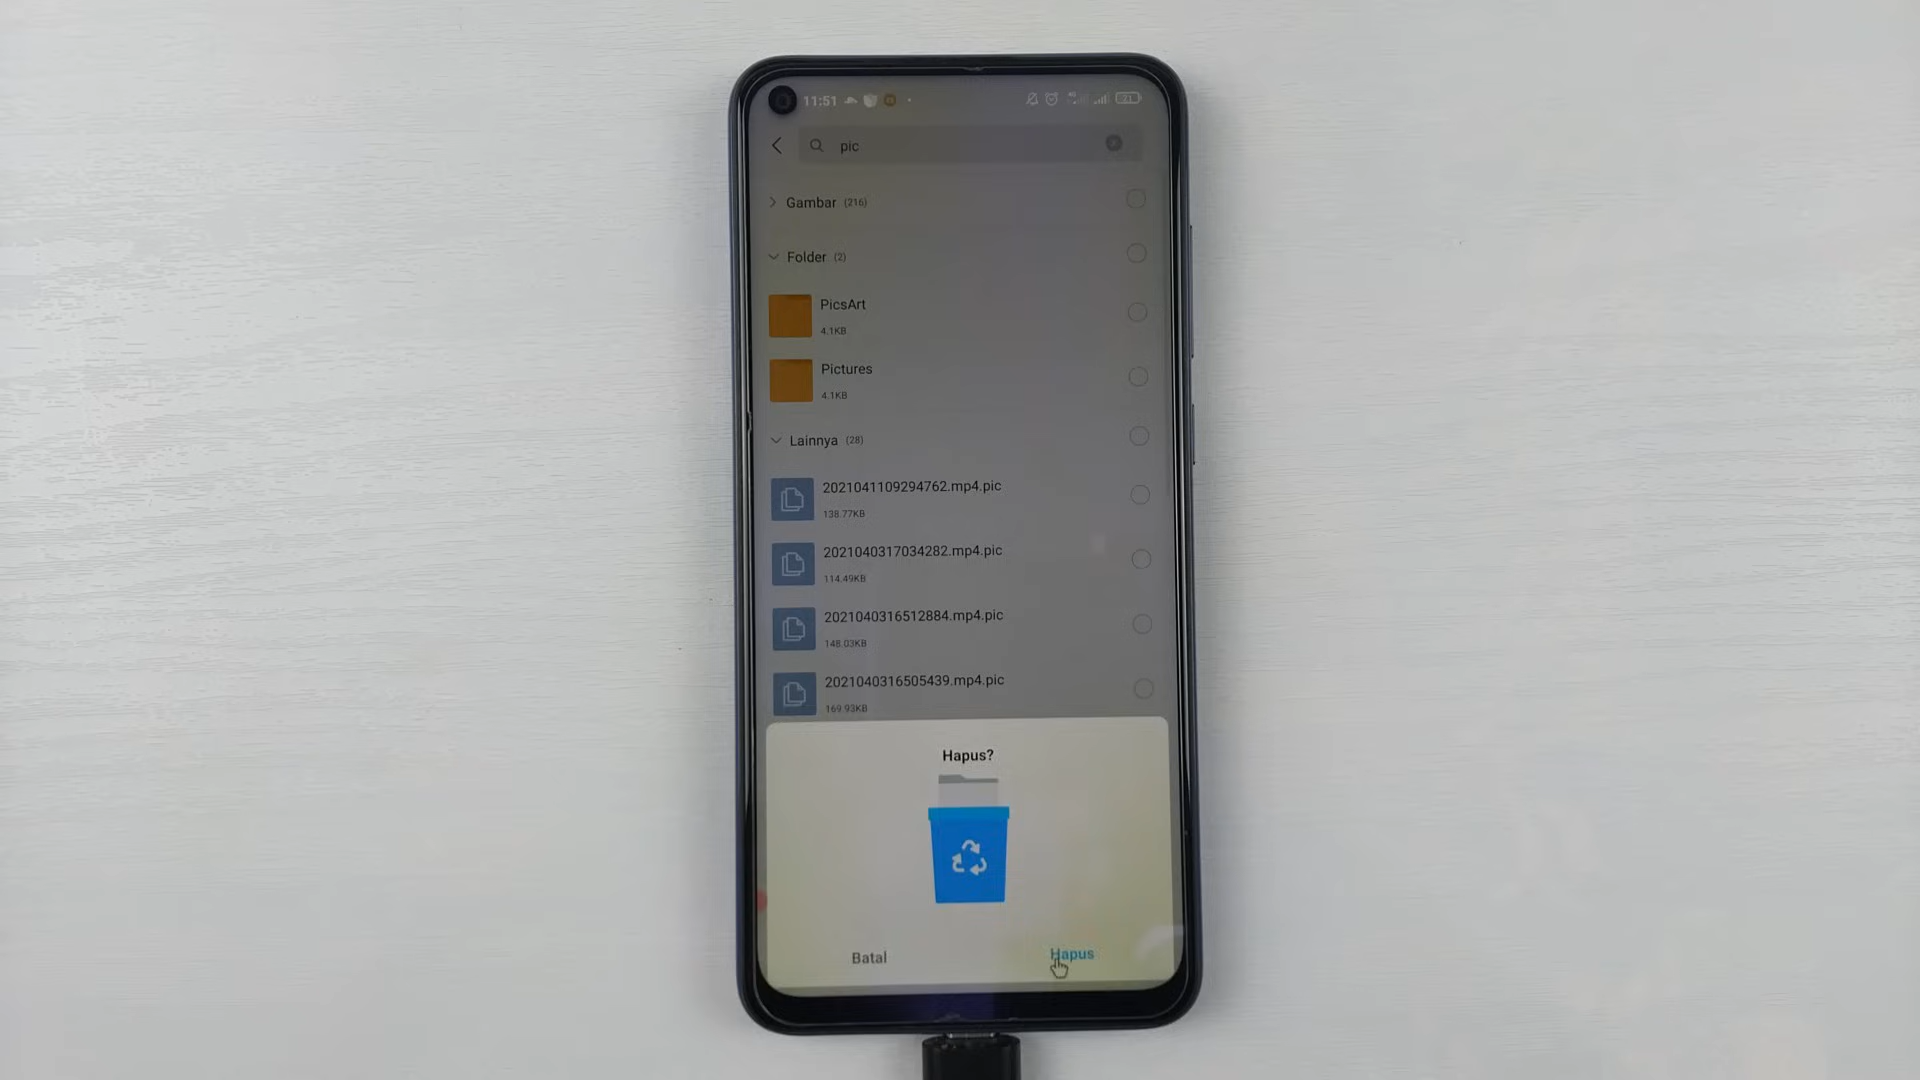 11:51
21
pic
Gambar (216)
Folder (2)
PicsArt
4.1KB
Pictures
4.1KB
Lainnya (28)
2021041109294762.mp4.pic
138.77KB
2021040317034282.mp4.pic
114.49KB
2021040316512884.mp4.pic
148.03KB
2021040316505439.mp4.pic
169.93KB
Hapus?
Batal
Hapus